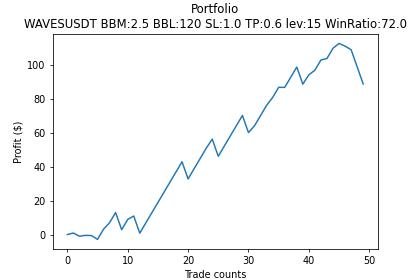 Portfolio
WAVESUSDT BBM:2.5 BBL:120 SL:1.0 TP:0.6 lev:15 WinRatio:72.0
100
80
60
40
20
0
Profit ($)
0 10 20 30 40 50
Trade counts